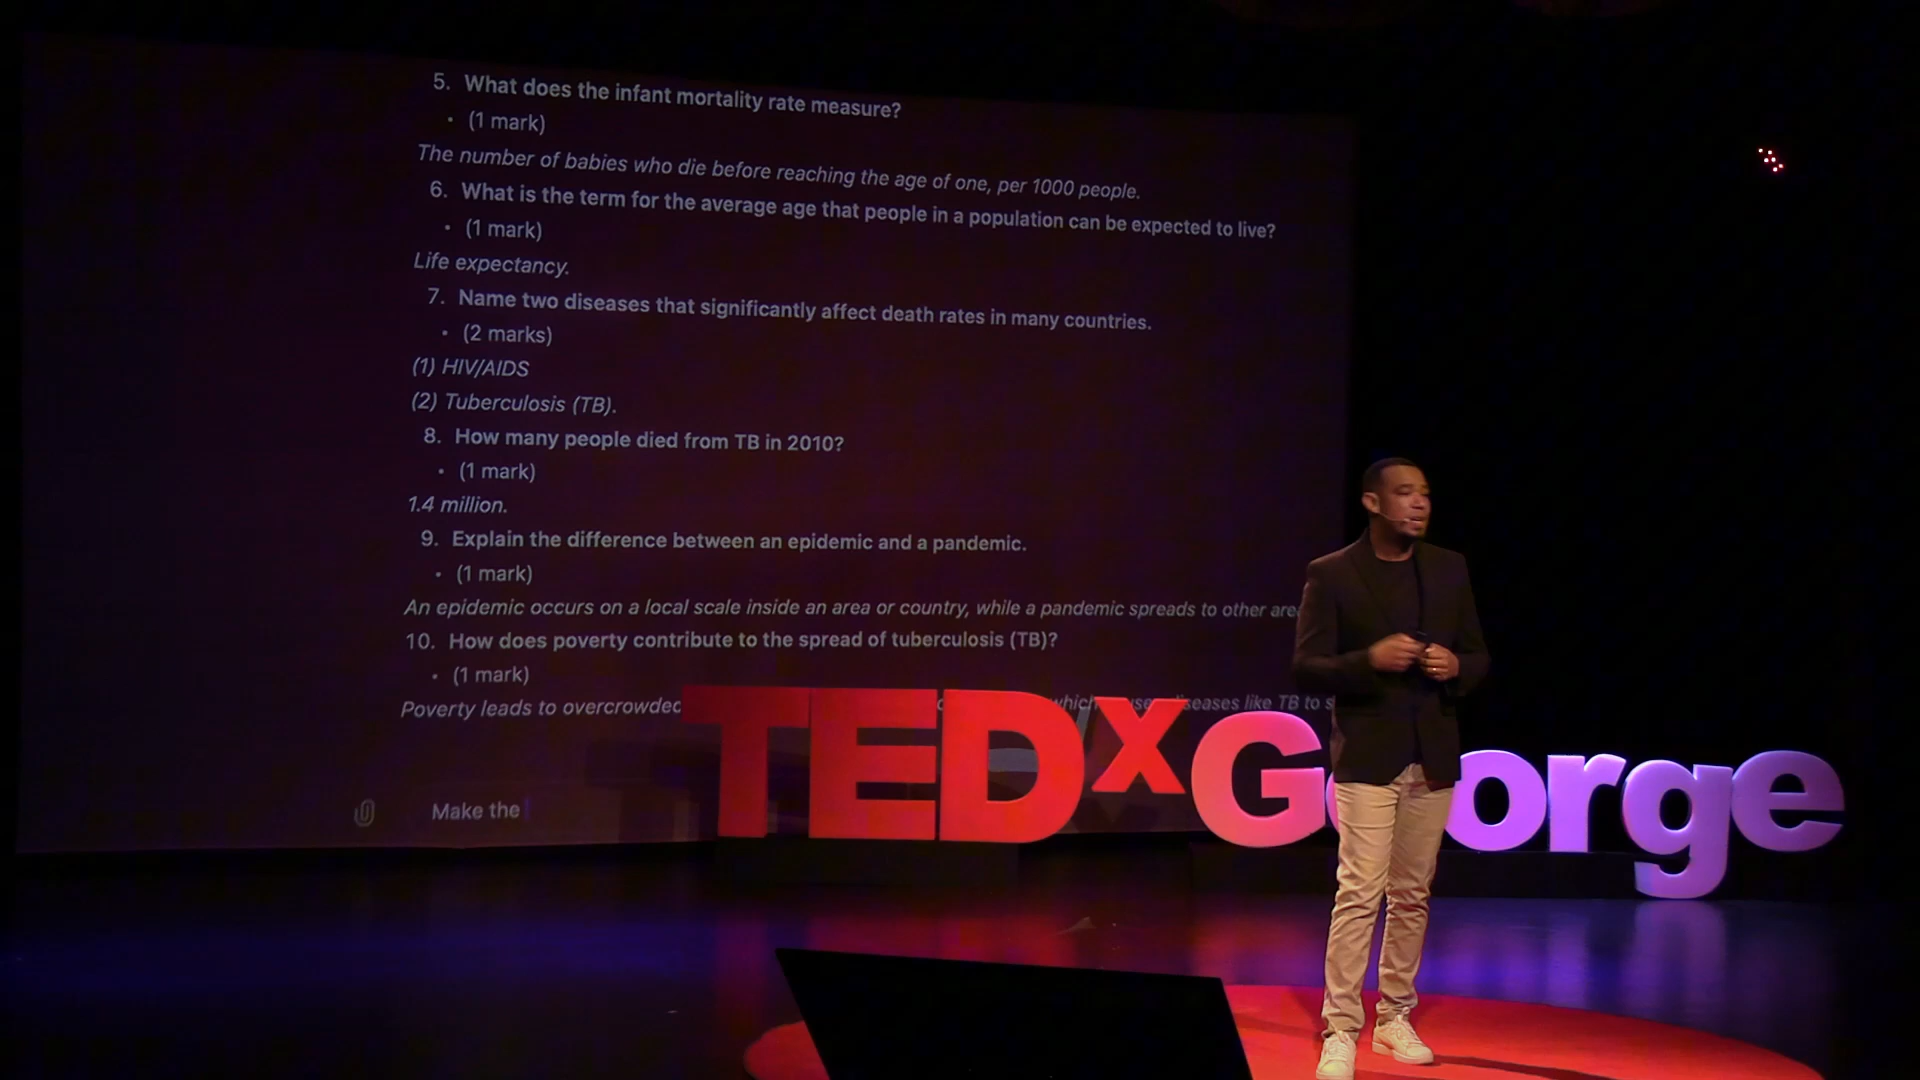 5. What does the infant mortality rate measure?
• (1 mark)
The number of babies who die before reaching the age of one, per 1000 people.
6. What is the term for the average age that people in a population can be expected to live?
• (1 mark)
Life expectancy.
7. Name two diseases that significantly affect death rates in many countries.
• (2 marks)
(1) HIV/AIDS
(2) Tuberculosis (TB).
8. How many people died from TB in 2010?
• (1 mark)
1.4 million.
9. Explain the difference between an epidemic and a pandemic.
• (1 mark)
An epidemic occurs on a local scale inside an area or country, while a pandemic spreads to other
10. How does poverty contribute to the spread of tuberculosis (TB)?
• (1 mark)
Poverty leads to overcrowded which diseases like TB to
Make the
TEDxGeorge